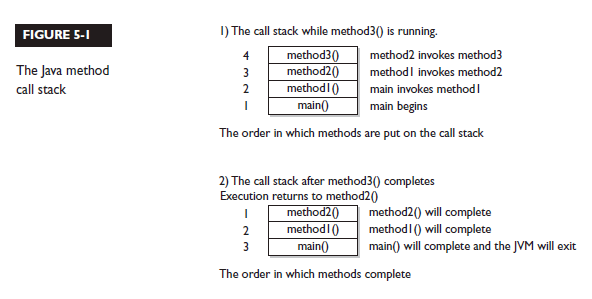 FIGURE 5-1
The Java method
call stack
1) The call stack while method3() is running.
4 method3() method2 invokes method3
3 method2() method1 invokes method2
2 method1() main invokes method1
1 main() main begins
The order in which methods are put on the call stack
2) The call stack after method3() completes
Execution returns to method2()
1 method2() method2() will complete
2 method1() method1() will complete
3 main() main() will complete and the JVM will exit
The order in which methods complete